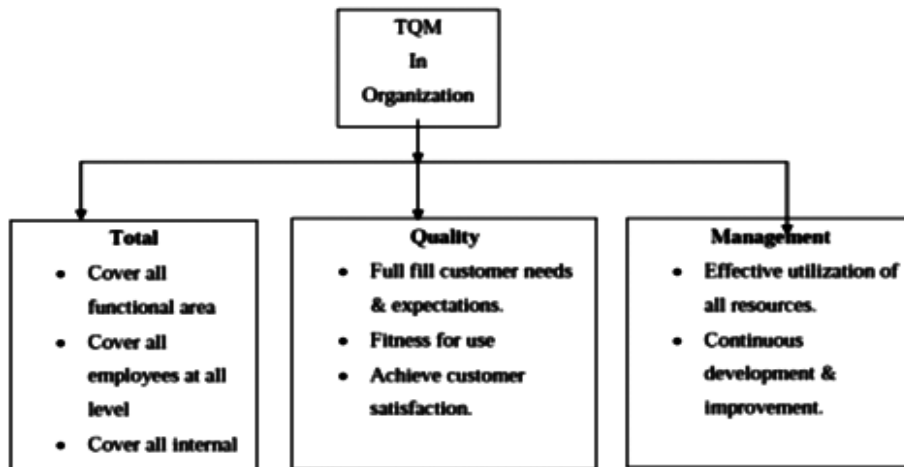 TQM
In
Organization
Total
• Cover all
functional area
• Cover all
employees at all
level
• Cover all internal
Quality
• Full fill customer needs
& expectations.
• Fitness for use
• Achieve customer
satisfaction.
Management
• Effective utilization of
all resources.
• Continuous
development &
improvement.